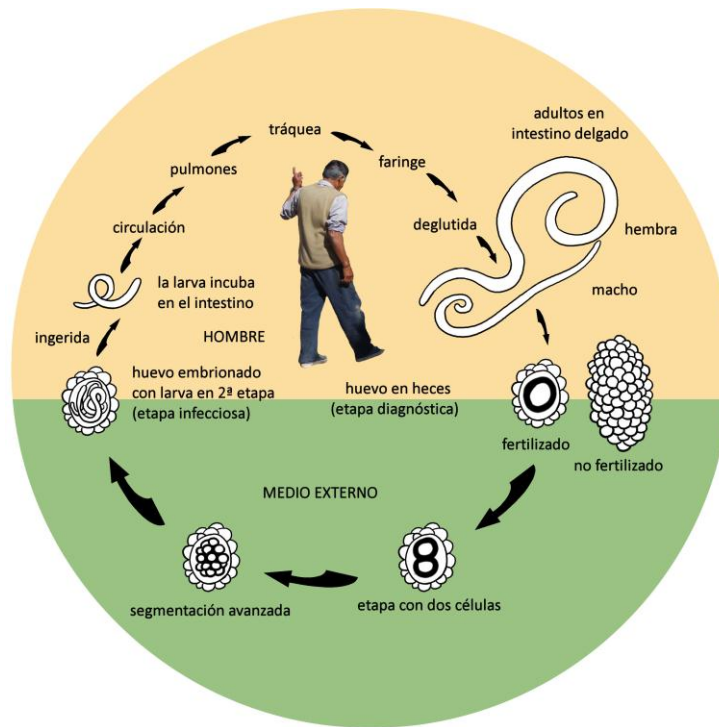 tráquea
pulmones
faringe
adultos en
intestino delgado
circulación
deglutida
hembra
la larva incuba
en el intestino
macho
ingerida
HOMBRE
huevo embrionado
con larva en 2ª etapa
(etapa infecciosa)
huevo en heces
(etapa diagnóstica)
fertilizado
no fertilizado
MEDIO EXTERNO
segmentación avanzada
etapa con dos células